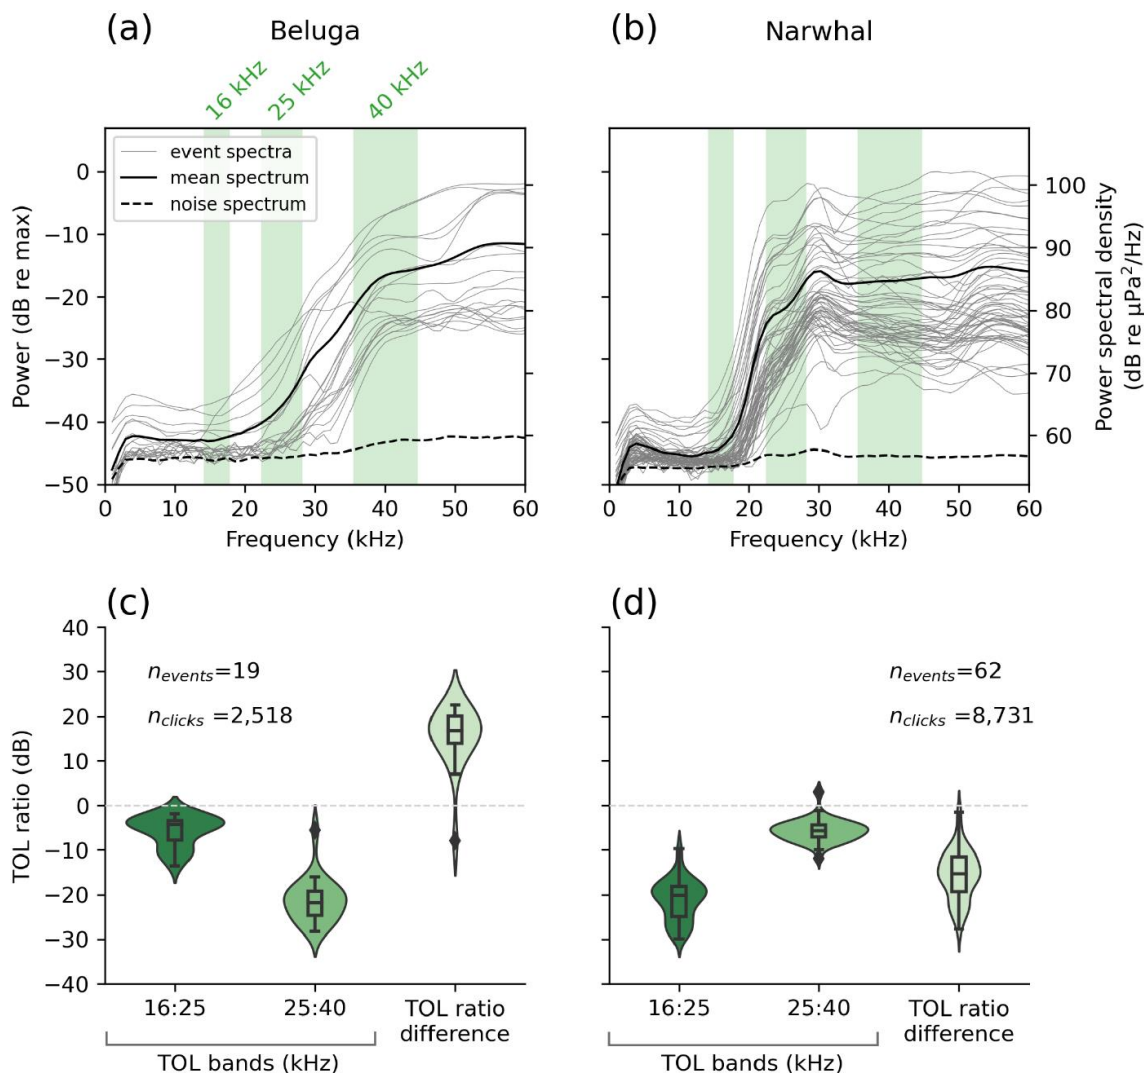 (a) Beluga
(b) Narwhal
16 kHz 25 kHz 40 kHz
event spectra
mean spectrum
noise spectrum
Power (dB re max)
0
−10
−20
−30
−40
−50
0 10 20 30 40 50 60
Frequency (kHz)
100
90
80
70
60
Power spectral density
(dB re µPa²/Hz)
0 10 20 30 40 50 60
Frequency (kHz)
(c)
TOL ratio (dB)
40
30
20
10
0
−10
−20
−30
−40
n_events=19
n_clicks =2,518
16:25 25:40 TOL ratio
difference
TOL bands (kHz)
(d)
n_events=62
n_clicks =8,731
16:25 25:40 TOL ratio
difference
TOL bands (kHz)